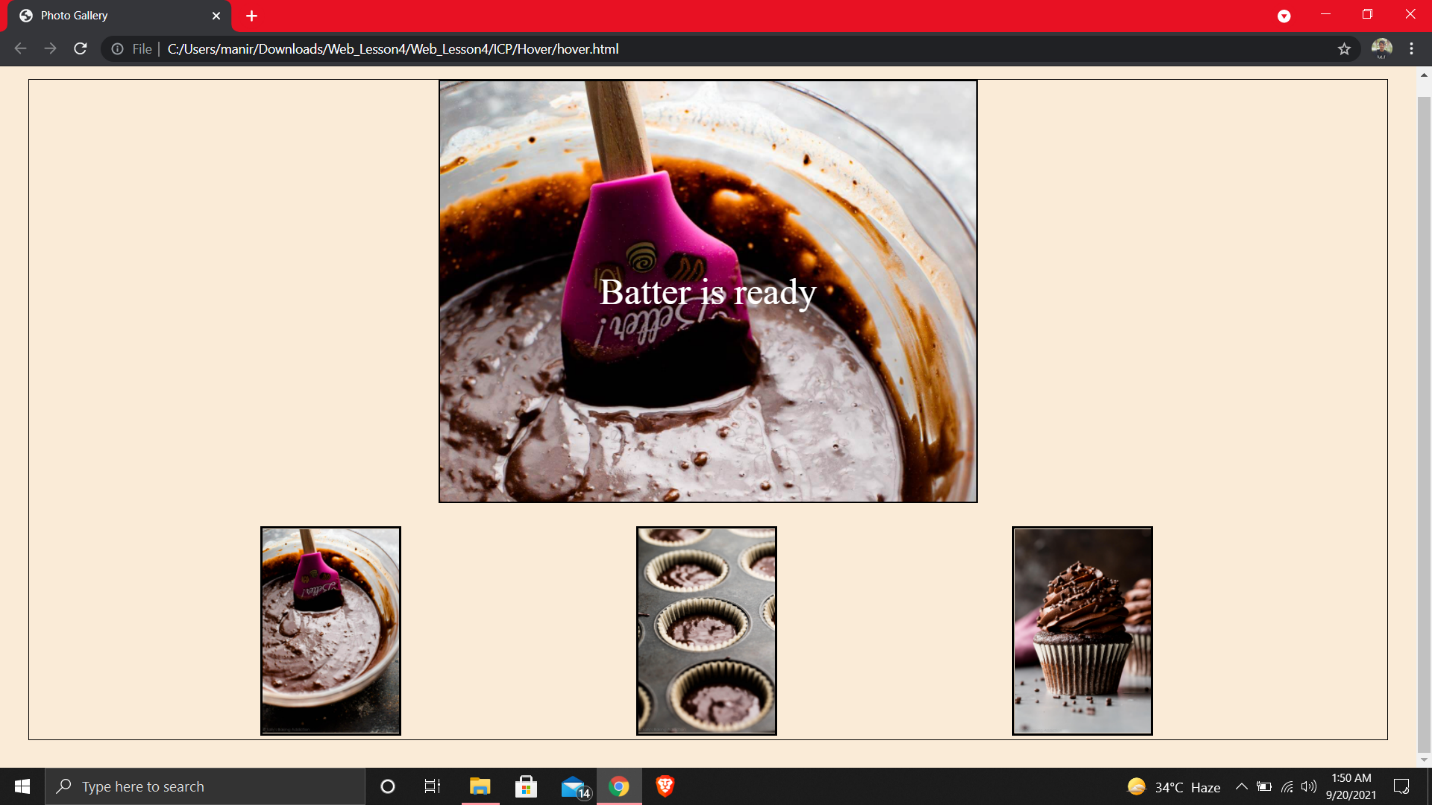 Photo Gallery
File | C:/Users/manir/Downloads/Web_Lesson4/Web_Lesson4/ICP/Hover/hover.html
Batter is ready
Better!
Type here to search
14
34°C Haze
1:50 AM
9/20/2021